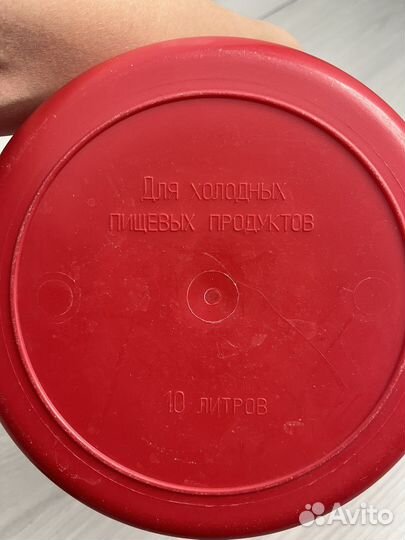 Для холодных
пищевых продуктов
10 литров
Avito